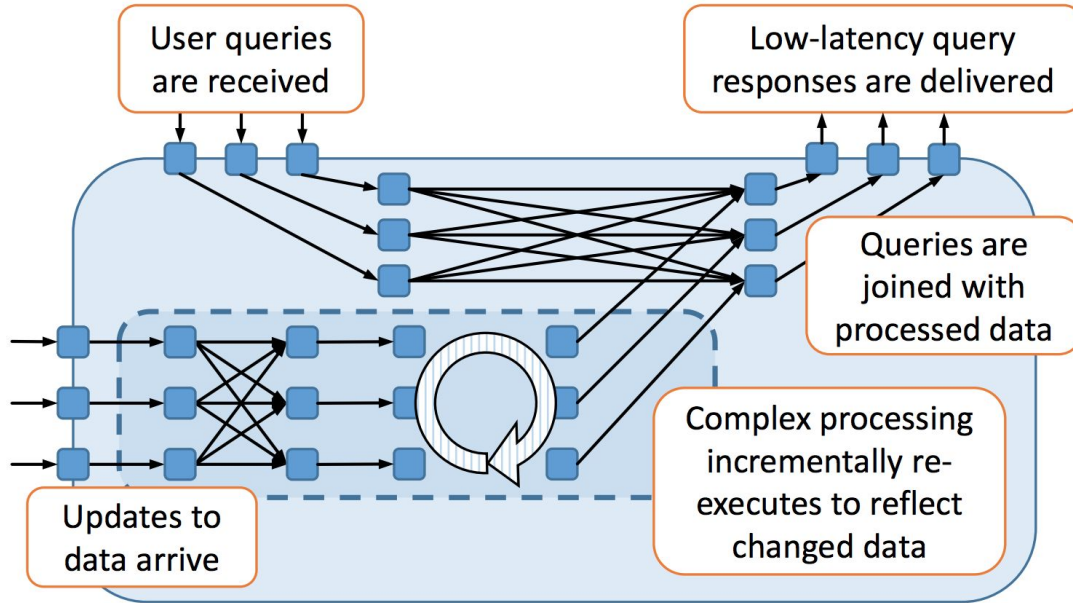 User queries
are received
Low-latency query
responses are delivered
Queries are
joined with
processed data
Complex processing
incrementally re-
executes to reflect
changed data
Updates to
data arrive